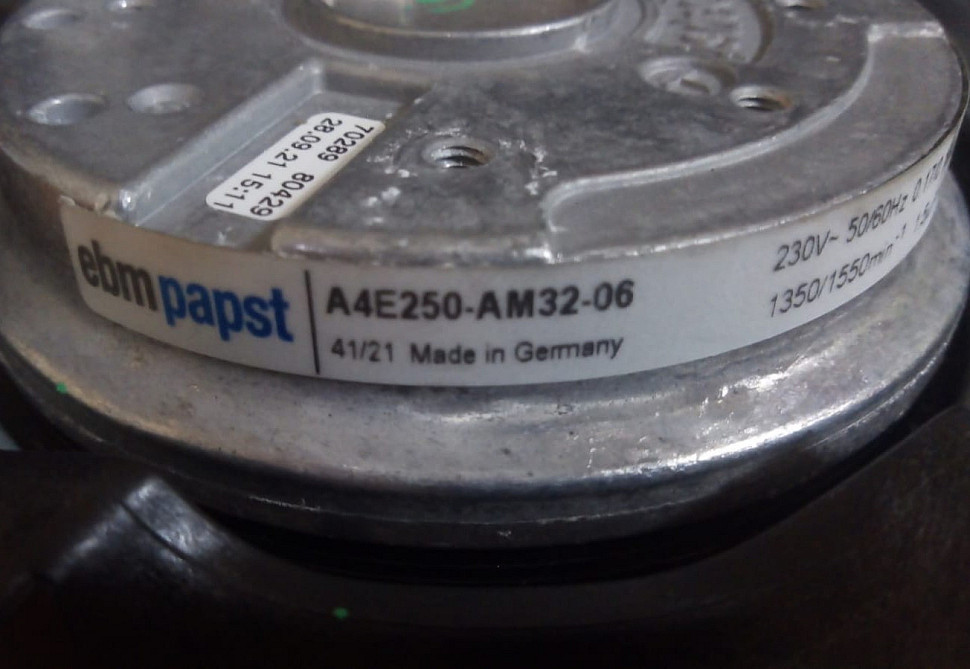 70289 80429
28.09.21 15:11
ebmpapst
A4E250-AM32-06
41/21 Made in Germany
230V~ 50/60Hz
1350/1550min⁻¹